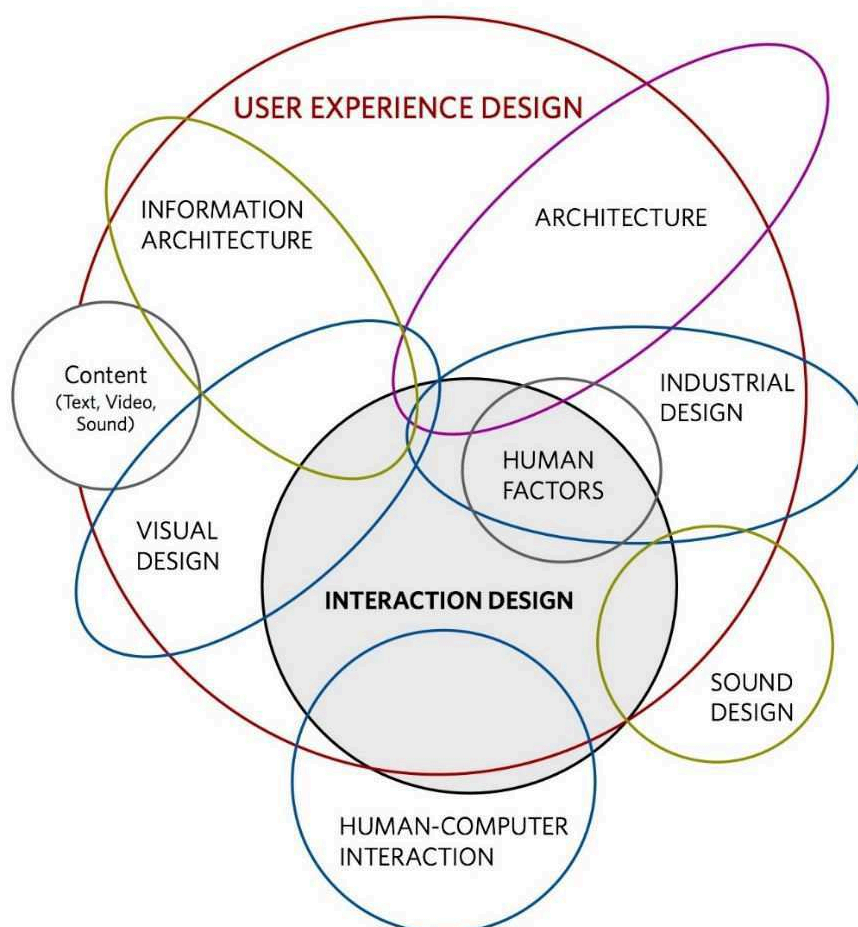 USER EXPERIENCE DESIGN
INFORMATION
ARCHITECTURE
ARCHITECTURE
Content
(Text, Video,
Sound)
INDUSTRIAL
DESIGN
HUMAN
FACTORS
VISUAL
DESIGN
INTERACTION DESIGN
SOUND
DESIGN
HUMAN-COMPUTER
INTERACTION